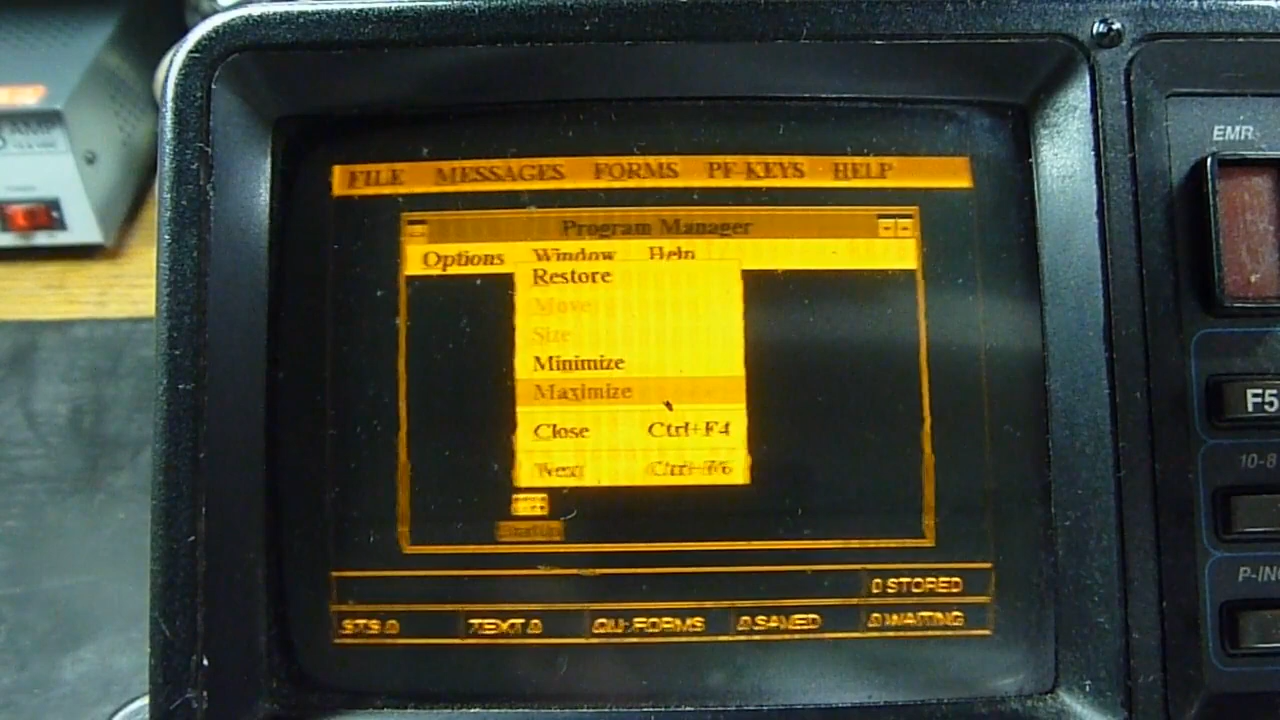 AMP
EMR
FILE MESSAGES FORMS PF-KEYS HELP
Program Manager
Options Window Help
Restore
Move
Size
Minimize
Maximize
Close Ctrl+F4
Next Ctrl+F6
StartUp
F5
10-8
0 STORED
STS 0 TEXT 0 QU: FORMS 0 SAVED 0 WAITING